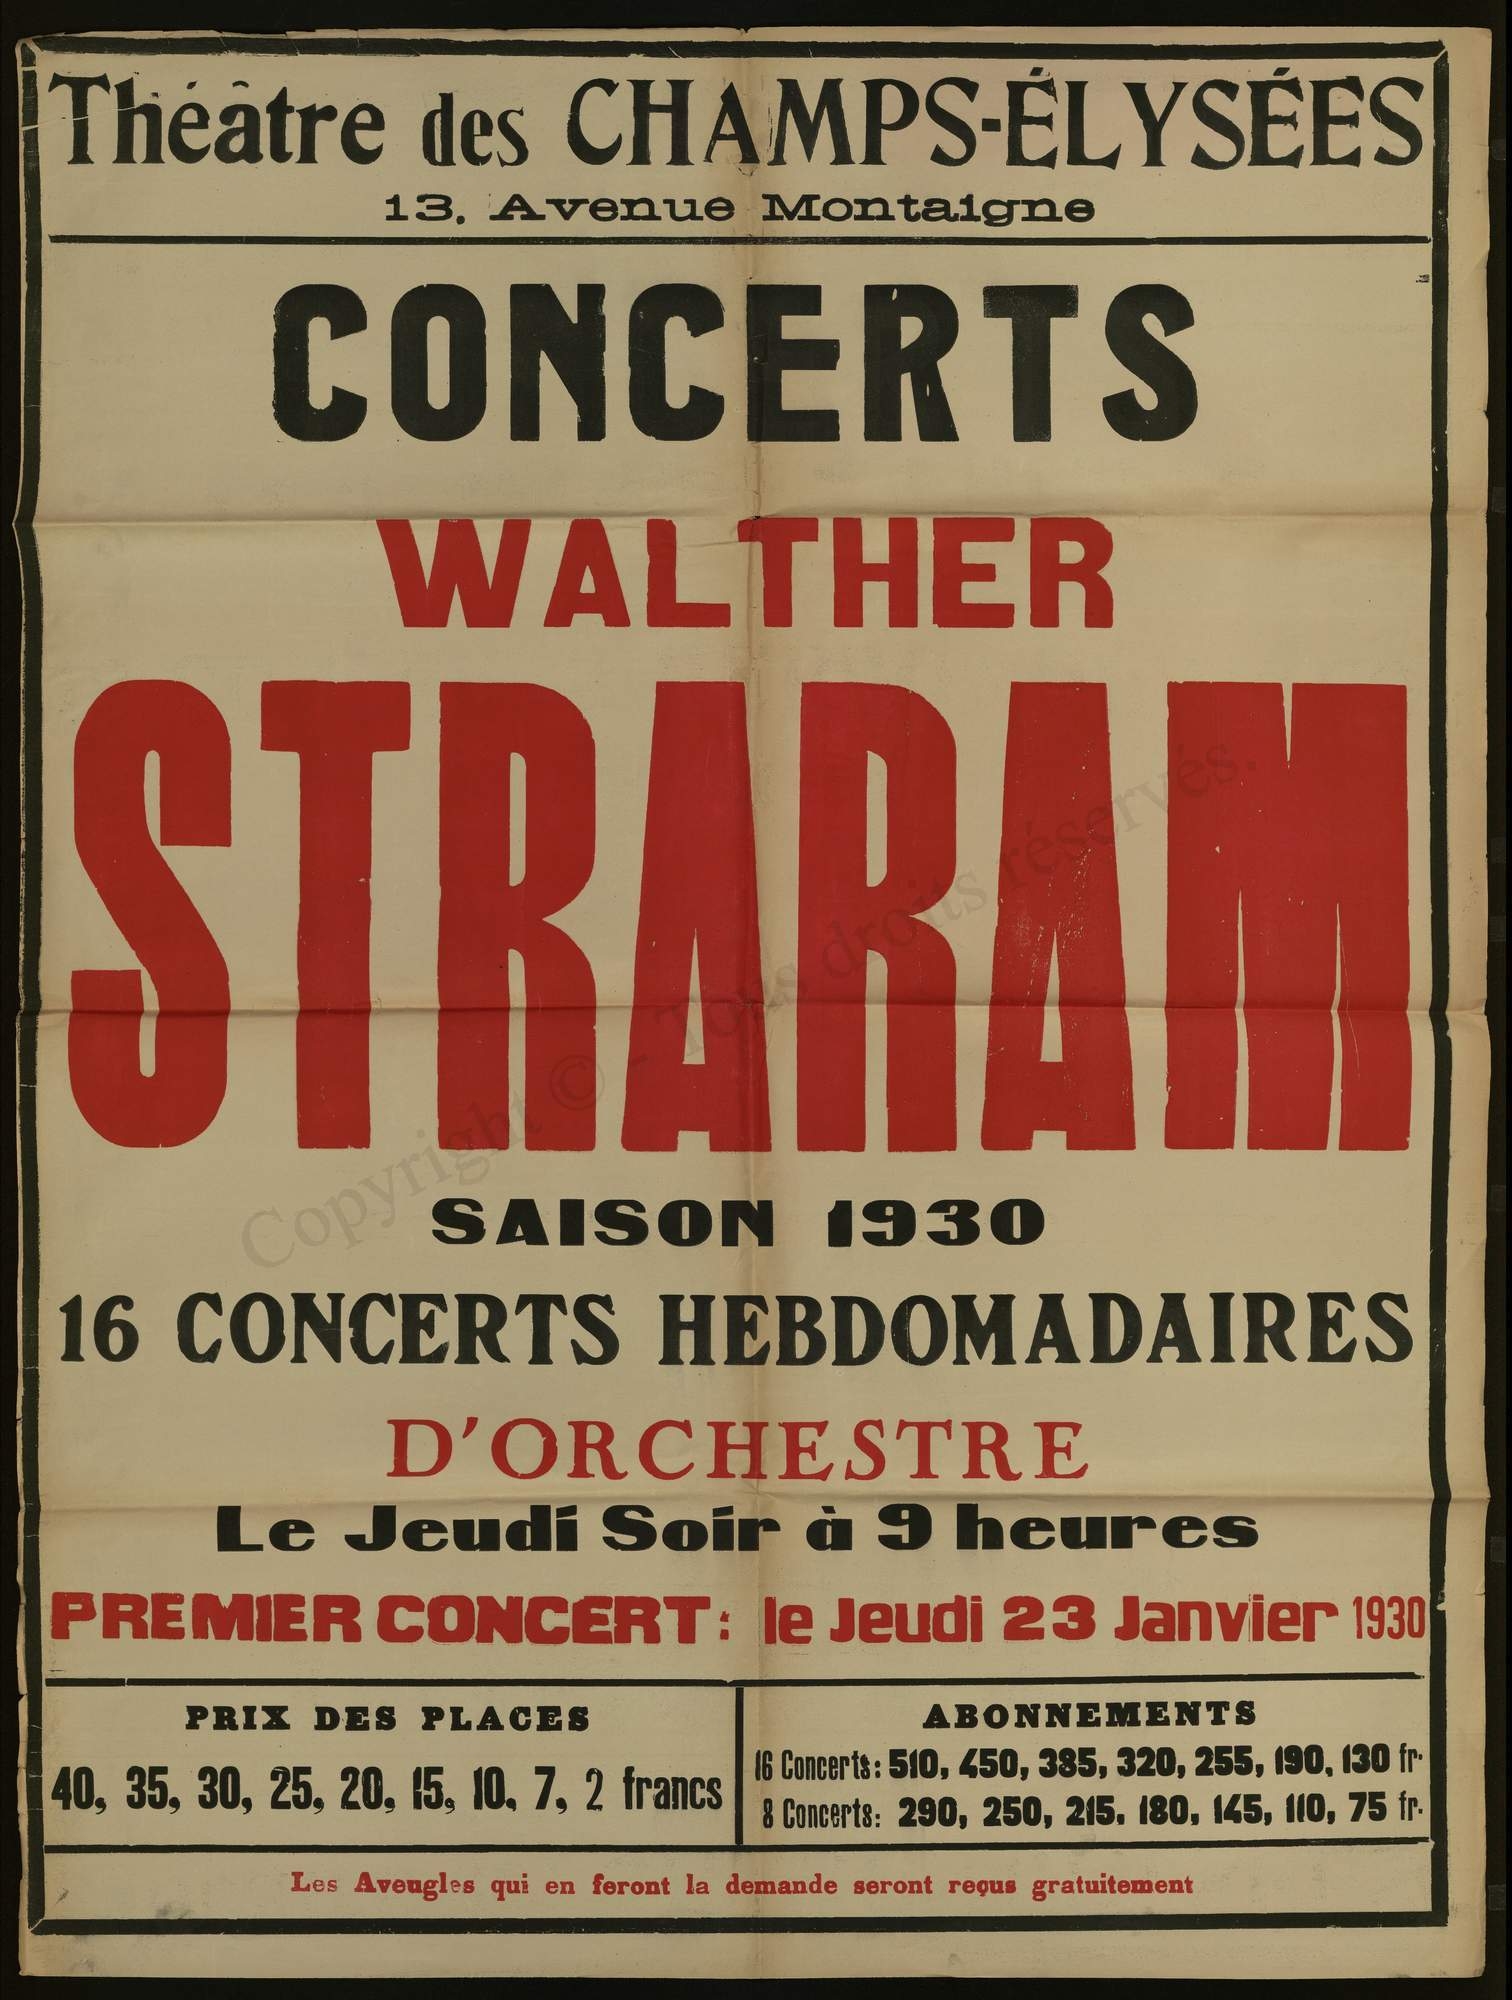 Théâtre des CHAMPS-ÉLYSÉES
13, Avenue Montaigne
CONCERTS
WALTHER
STRARAM
SAISON 1930
16 CONCERTS HEBDOMADAIRES
D'ORCHESTRE
Le Jeudi Soir à 9 heures
PREMIER CONCERT: le Jeudi 23 Janvier 1930
PRIX DES PLACES
40, 35, 30, 25, 20, 15, 10, 7, 2 francs
ABONNEMENTS
16 Concerts: 510, 450, 385, 320, 255, 190, 130 fr.
8 Concerts: 290, 250, 215, 180, 145, 110, 75 fr.
Les Aveugles qui en feront la demande seront reçus gratuitement
Copyright © - Tous droits réservés.